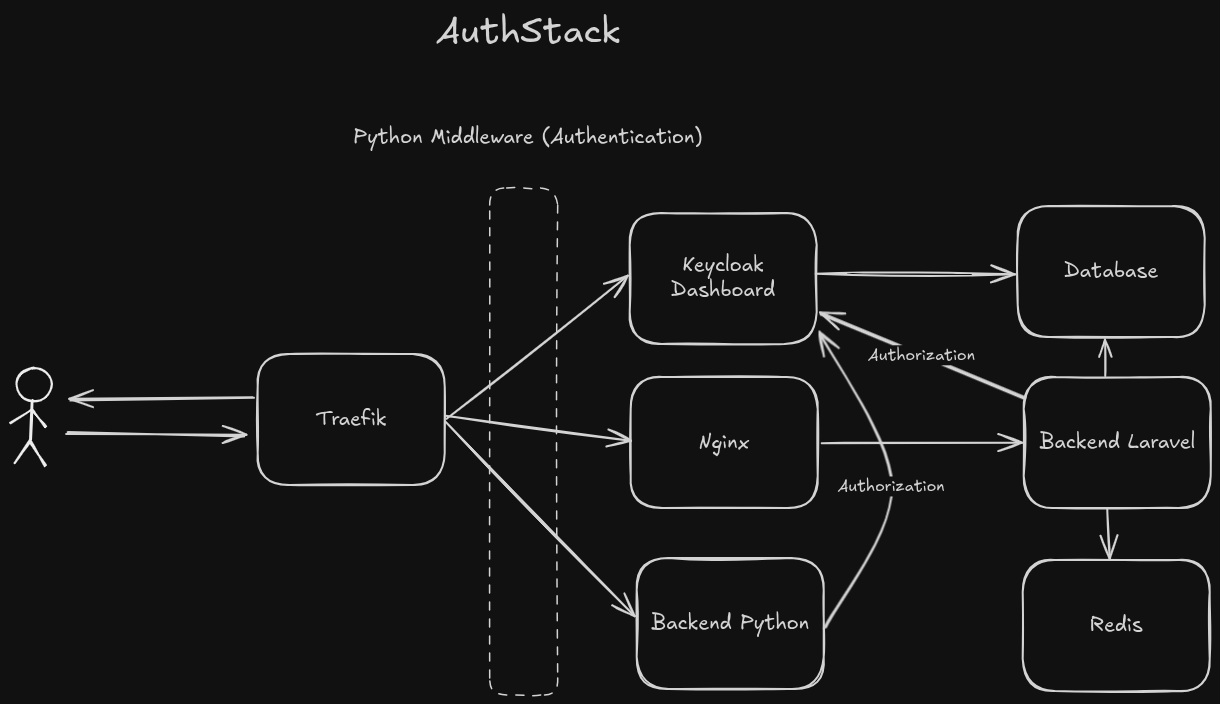 AuthStack
Python Middleware (Authentication)
Keycloak
Dashboard
Database
Authorization
Traefik
Nginx
Backend Laravel
Authorization
Backend Python
Redis